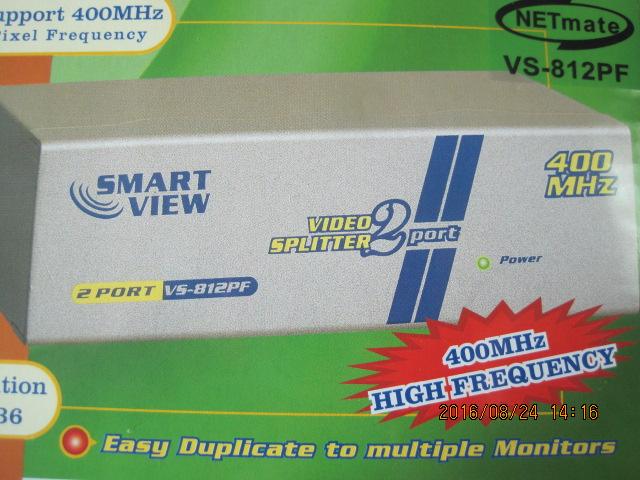 upport 400MHz
ixel Frequency
NETmate
VS-812PF
SMART
VIEW
400
MHz
VIDEO
SPLITTER 2 port
Power
2 PORT VS-812PF
400MHz
HIGH FREQUENCY
ition
36
2016/08/24 14:16
Easy Duplicate to multiple Monitors